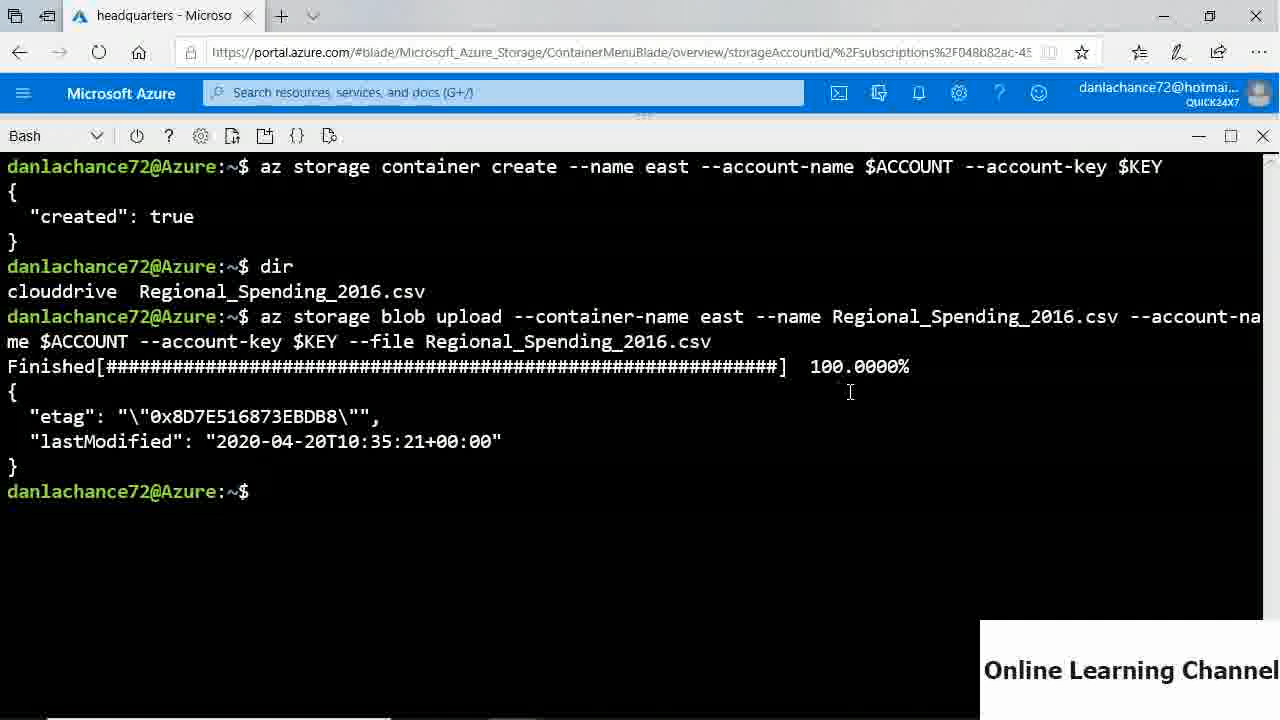 headquarters - Microso
https://portal.azure.com/#blade/Microsoft_Azure_Storage/ContainerMenuBlade/overview/storageAccountId/%2Fsubscriptions%2F048b82ac-45
Microsoft Azure
Search resources, services, and docs (G+/)
danlachance72@hotmai...
QUICK24X7
Bash
danlachance72@Azure:~$ az storage container create --name east --account-name $ACCOUNT --account-key $KEY
{
"created": true
}
danlachance72@Azure:~$ dir
clouddrive Regional_Spending_2016.csv
danlachance72@Azure:~$ az storage blob upload --container-name east --name Regional_Spending_2016.csv --account-na
me $ACCOUNT --account-key $KEY --file Regional_Spending_2016.csv
Finished[#############################################################] 100.0000%
{
"etag": "\"0x8D7E516873EBDB8\"",
"lastModified": "2020-04-20T10:35:21+00:00"
}
danlachance72@Azure:~$
Online Learning Channel